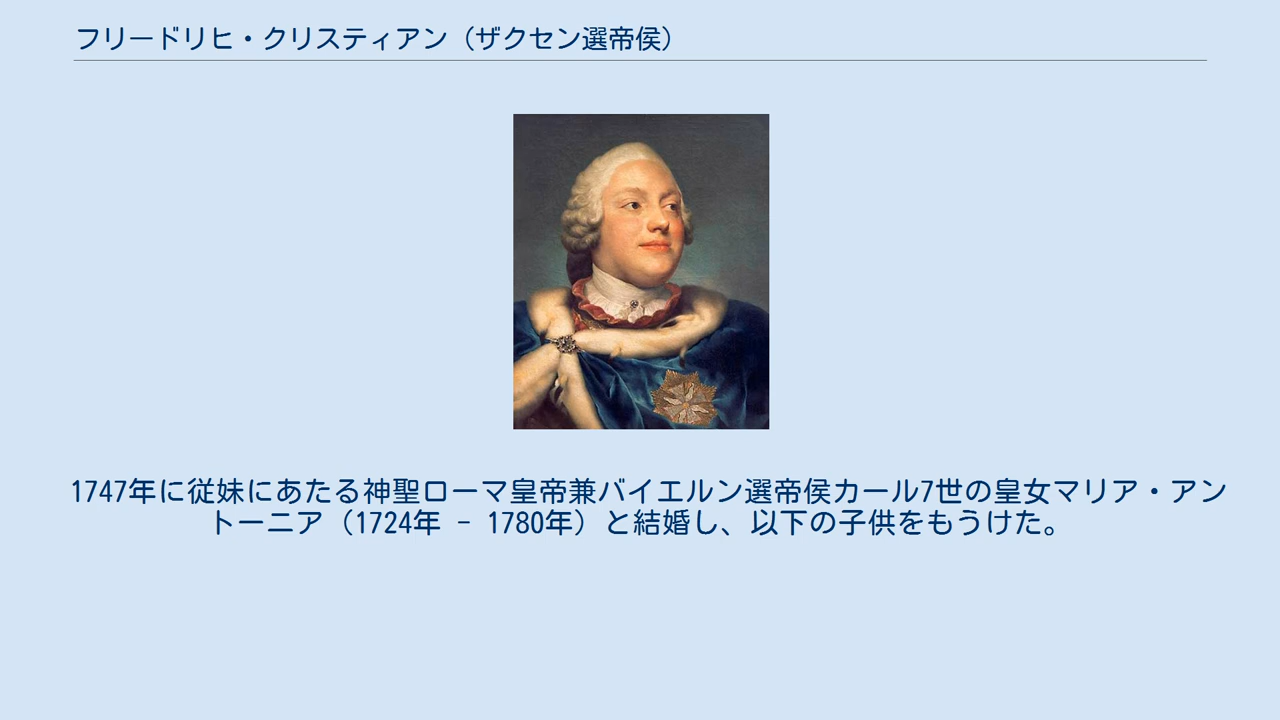 フリードリヒ・クリスティアン（ザクセン選帝侯）
1747年に従妹にあたる神聖ローマ皇帝兼バイエルン選帝侯カール7世の皇女マリア・アン
トーニア（1724年 - 1780年）と結婚し、以下の子供をもうけた。